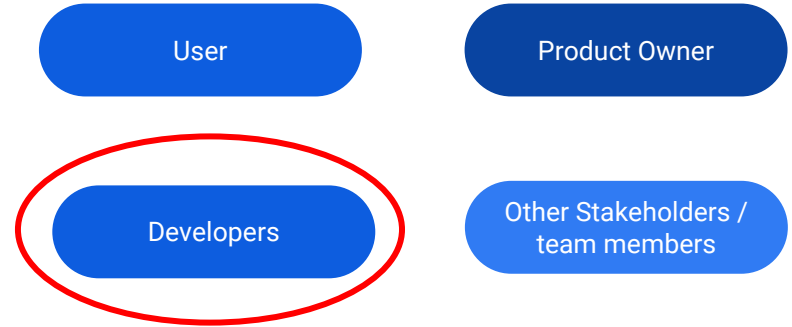 User
Product Owner
Developers
Other Stakeholders /
team members